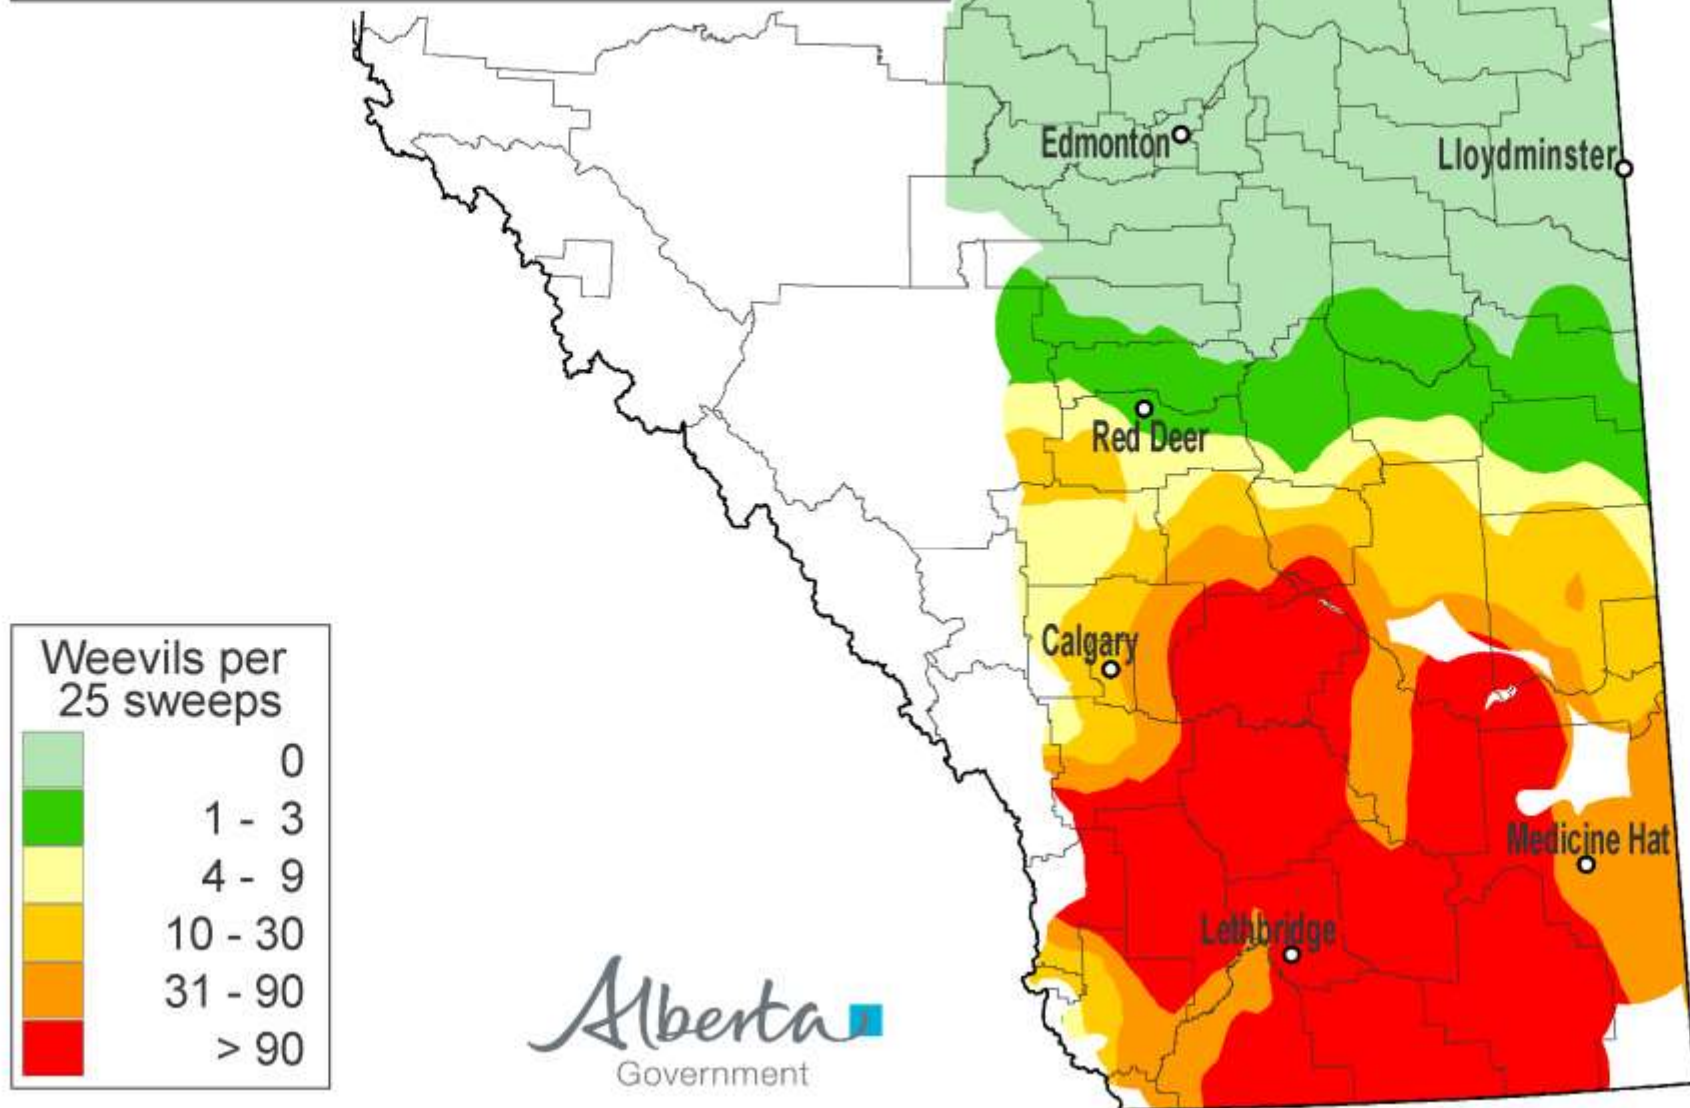 Edmonton
Lloydminster
Red Deer
Calgary
Weevils per
25 sweeps
0
1 - 3
4 - 9
10 - 30
31 - 90
> 90
Medicine Hat
Lethbridge
Alberta
Government